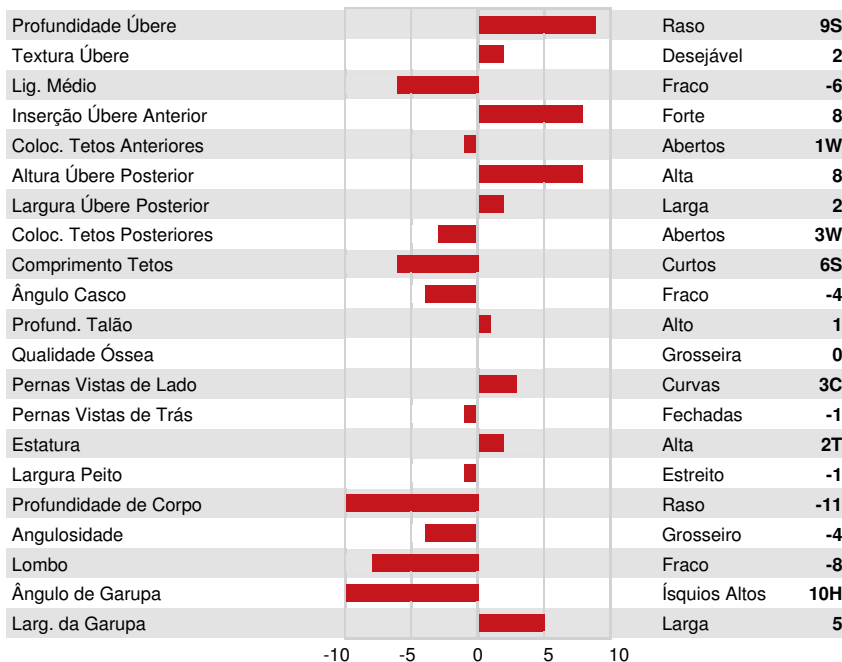 Profundidade Úbere Raso 9S
Textura Úbere Desejável 2
Lig. Médio Fraco -6
Inserção Úbere Anterior Forte 8
Coloc. Tetos Anteriores Abertos 1W
Altura Úbere Posterior Alta 8
Largura Úbere Posterior Larga 2
Coloc. Tetos Posteriores Abertos 3W
Comprimento Tetos Curtos 6S
Ângulo Casco Fraco -4
Profund. Talão Alto 1
Qualidade Óssea Grosseira 0
Pernas Vistas de Lado Curvas 3C
Pernas Vistas de Trás Fechadas -1
Estatura Alta 2T
Largura Peito Estreito -1
Profundidade de Corpo Raso -11
Angulosidade Grosseiro -4
Lombo Fraco -8
Ângulo de Garupa Ísquios Altos 10H
Larg. da Garupa Larga 5
-10 -5 0 5 10